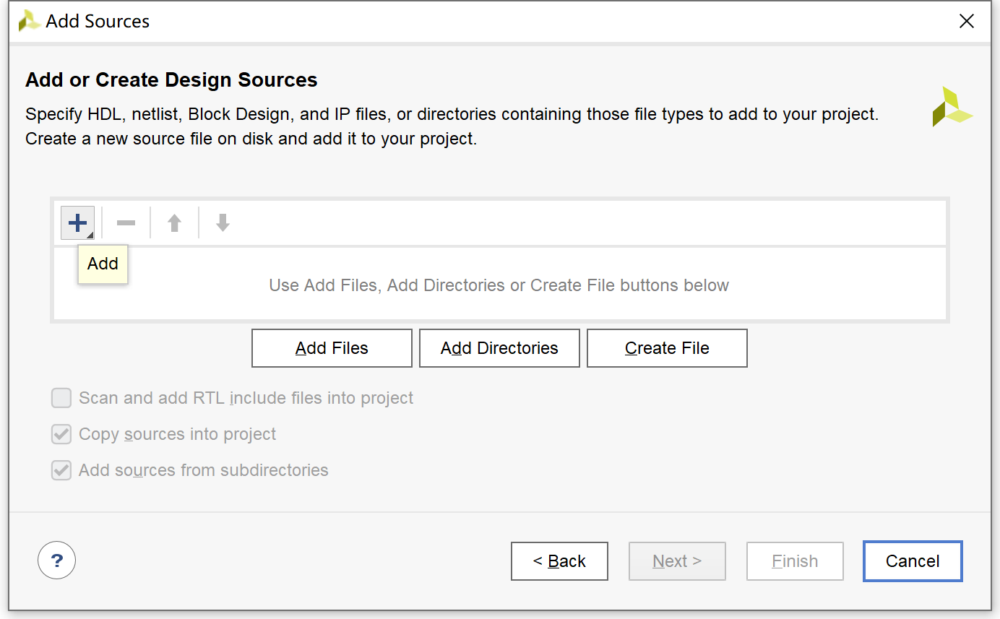 Add Sources
Add or Create Design Sources
Specify HDL, netlist, Block Design, and IP files, or directories containing those file types to add to your project.
Create a new source file on disk and add it to your project.
Add
Use Add Files, Add Directories or Create File buttons below
Add Files
Add Directories
Create File
Scan and add RTL include files into project
Copy sources into project
Add sources from subdirectories
?
< Back
Next >
Finish
Cancel